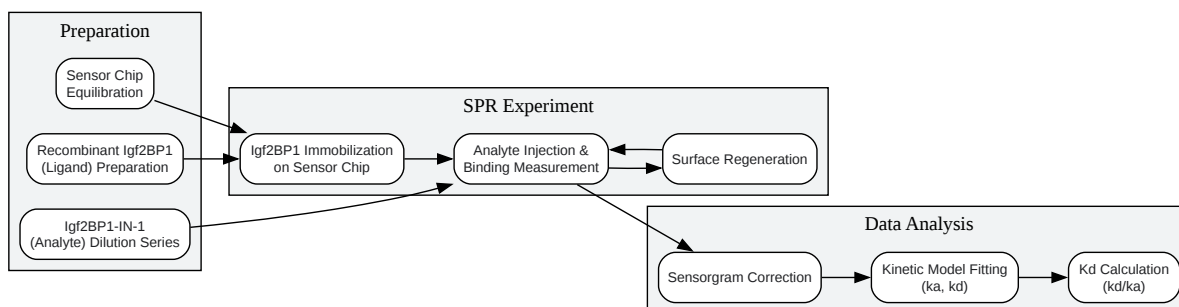 Preparation
Sensor Chip
Equilibration
Recombinant Igf2BP1
(Ligand) Preparation
Igf2BP1-IN-1
(Analyte) Dilution Series
SPR Experiment
Igf2BP1 Immobilization
on Sensor Chip
Analyte Injection &
Binding Measurement
Surface Regeneration
Data Analysis
Sensorgram Correction
Kinetic Model Fitting
(ka, kd)
Kd Calculation
(kd/ka)